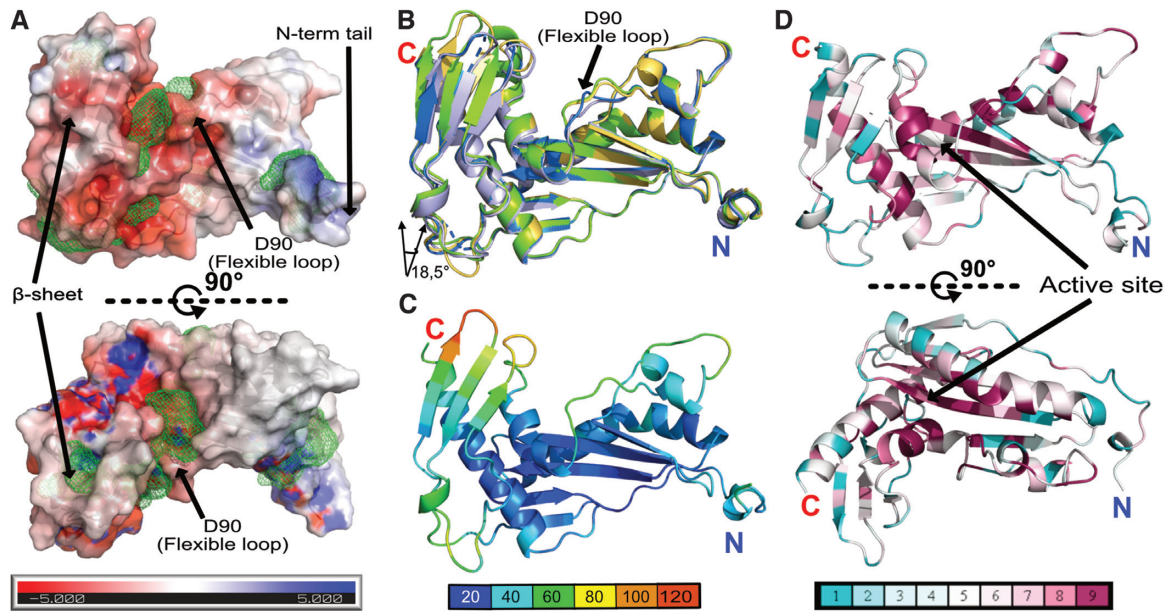 A
N-term tail
D90
(Flexible loop)
β-sheet
90°
D90
(Flexible loop)
-5.000 5.000
B
D90
(Flexible loop)
C
18,5°
N
C
C
N
20 40 60 80 100 120
D
C
N
90°
Active site
C
N
1 2 3 4 5 6 7 8 9